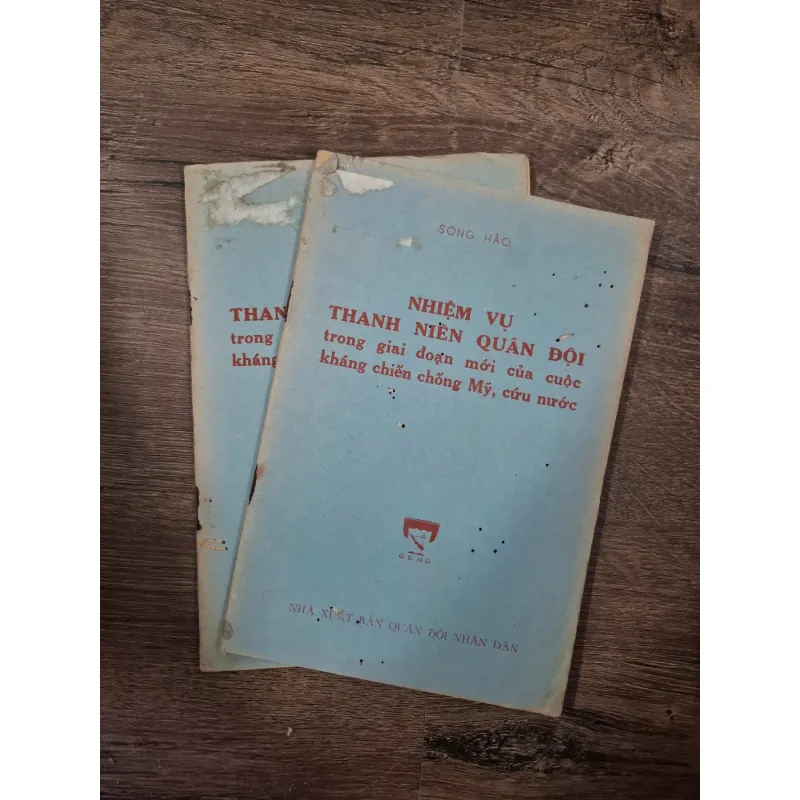 SONG HÀO
NHIỆM VỤ
THANH NIÊN QUÂN ĐỘI
trong giai đoạn mới của cuộc
kháng chiến chống Mỹ, cứu nước
QĐND
NHÀ XUẤT BẢN QUÂN ĐỘI NHÂN DÂN
THAN
trong
kháng